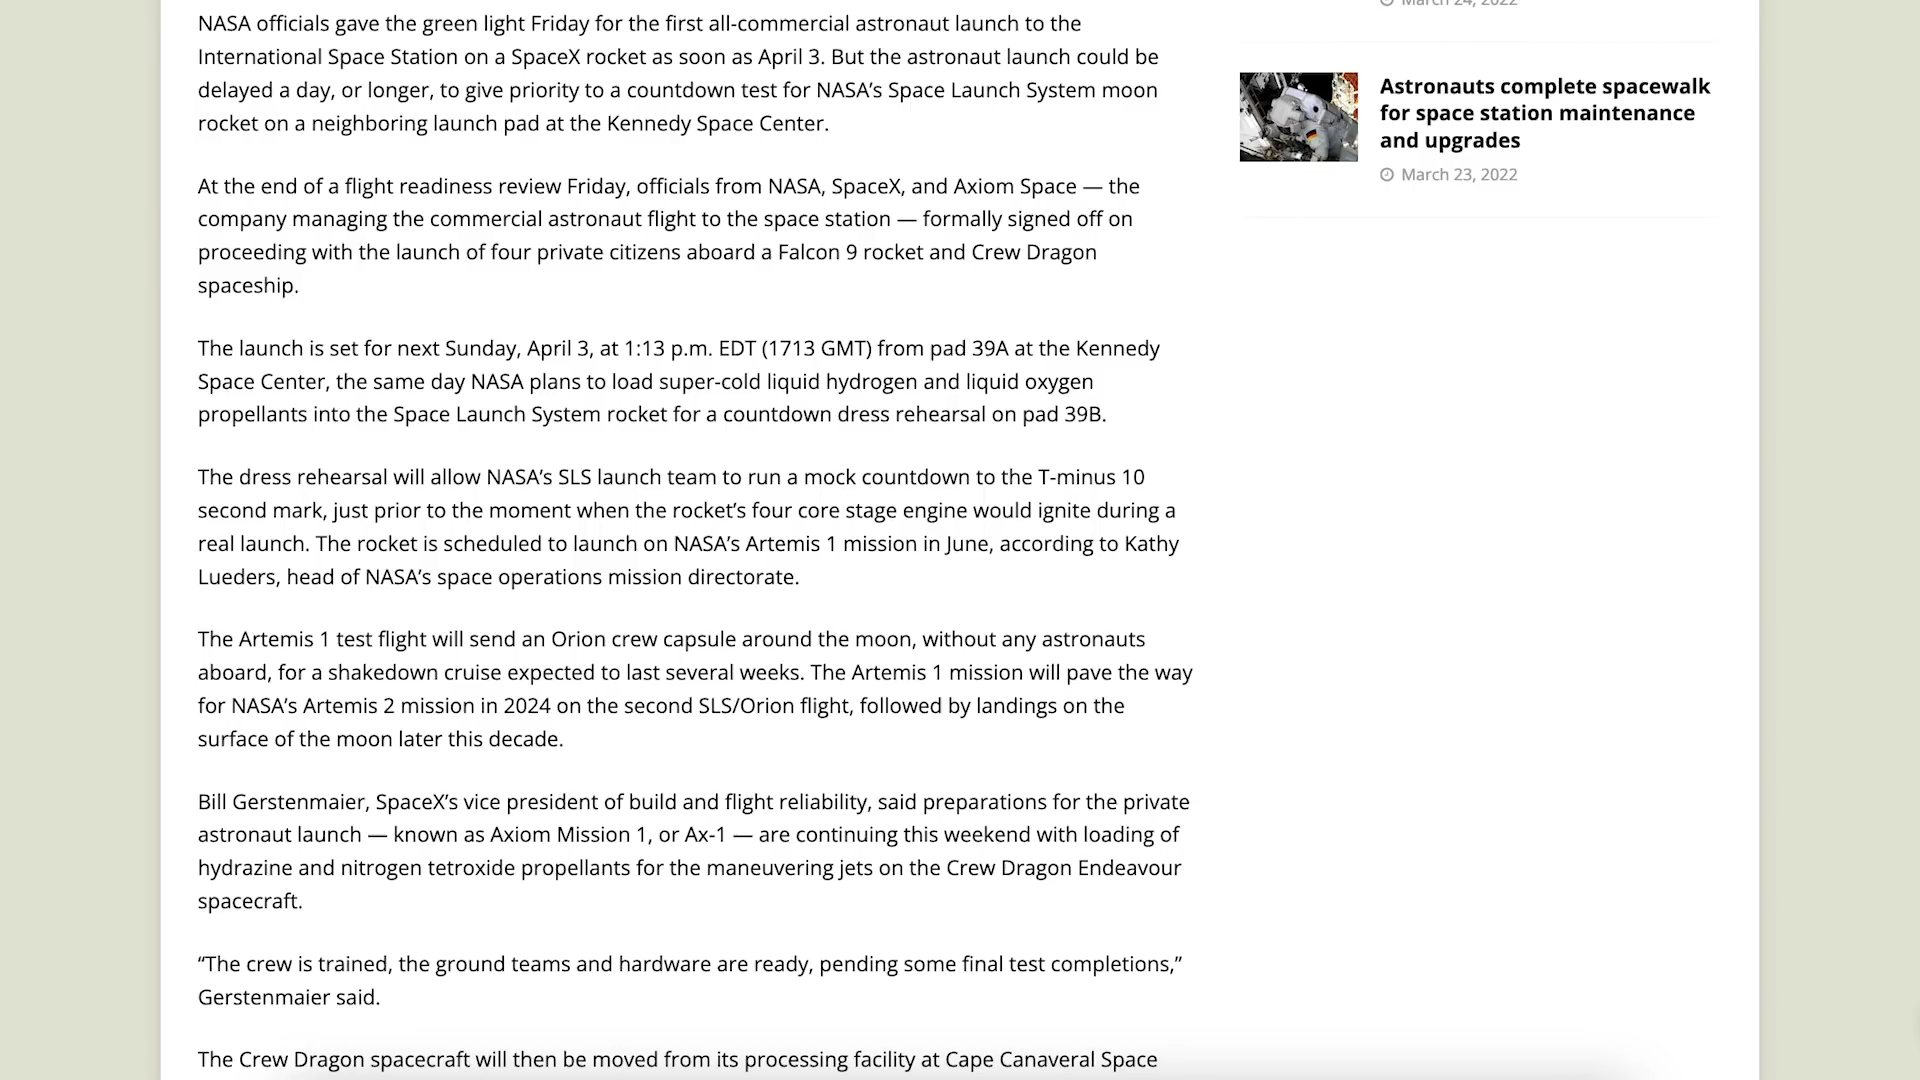 NASA officials gave the green light Friday for the first all-commercial astronaut launch to the
International Space Station on a SpaceX rocket as soon as April 3. But the astronaut launch could be
delayed a day, or longer, to give priority to a countdown test for NASA’s Space Launch System moon
rocket on a neighboring launch pad at the Kennedy Space Center.
At the end of a flight readiness review Friday, officials from NASA, SpaceX, and Axiom Space — the
company managing the commercial astronaut flight to the space station — formally signed off on
proceeding with the launch of four private citizens aboard a Falcon 9 rocket and Crew Dragon
spaceship.
The launch is set for next Sunday, April 3, at 1:13 p.m. EDT (1713 GMT) from pad 39A at the Kennedy
Space Center, the same day NASA plans to load super-cold liquid hydrogen and liquid oxygen
propellants into the Space Launch System rocket for a countdown dress rehearsal on pad 39B.
The dress rehearsal will allow NASA’s SLS launch team to run a mock countdown to the T-minus 10
second mark, just prior to the moment when the rocket’s four core stage engine would ignite during a
real launch. The rocket is scheduled to launch on NASA’s Artemis 1 mission in June, according to Kathy
Lueders, head of NASA’s space operations mission directorate.
The Artemis 1 test flight will send an Orion crew capsule around the moon, without any astronauts
aboard, for a shakedown cruise expected to last several weeks. The Artemis 1 mission will pave the way
for NASA’s Artemis 2 mission in 2024 on the second SLS/Orion flight, followed by landings on the
surface of the moon later this decade.
Bill Gerstenmaier, SpaceX’s vice president of build and flight reliability, said preparations for the private
astronaut launch — known as Axiom Mission 1, or Ax-1 — are continuing this weekend with loading of
hydrazine and nitrogen tetroxide propellants for the maneuvering jets on the Crew Dragon Endeavour
spacecraft.
“The crew is trained, the ground teams and hardware are ready, pending some final test completions,”
Gerstenmaier said.
The Crew Dragon spacecraft will then be moved from its processing facility at Cape Canaveral Space
March 24, 2022
Astronauts complete spacewalk
for space station maintenance
and upgrades
March 23, 2022